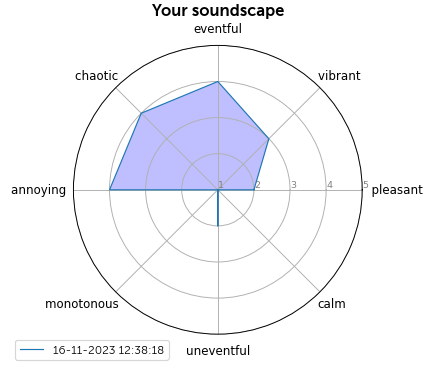 Your soundscape
eventful
chaotic
vibrant
annoying
1 2 3 4 5
pleasant
monotonous
calm
uneventful
16-11-2023 12:38:18